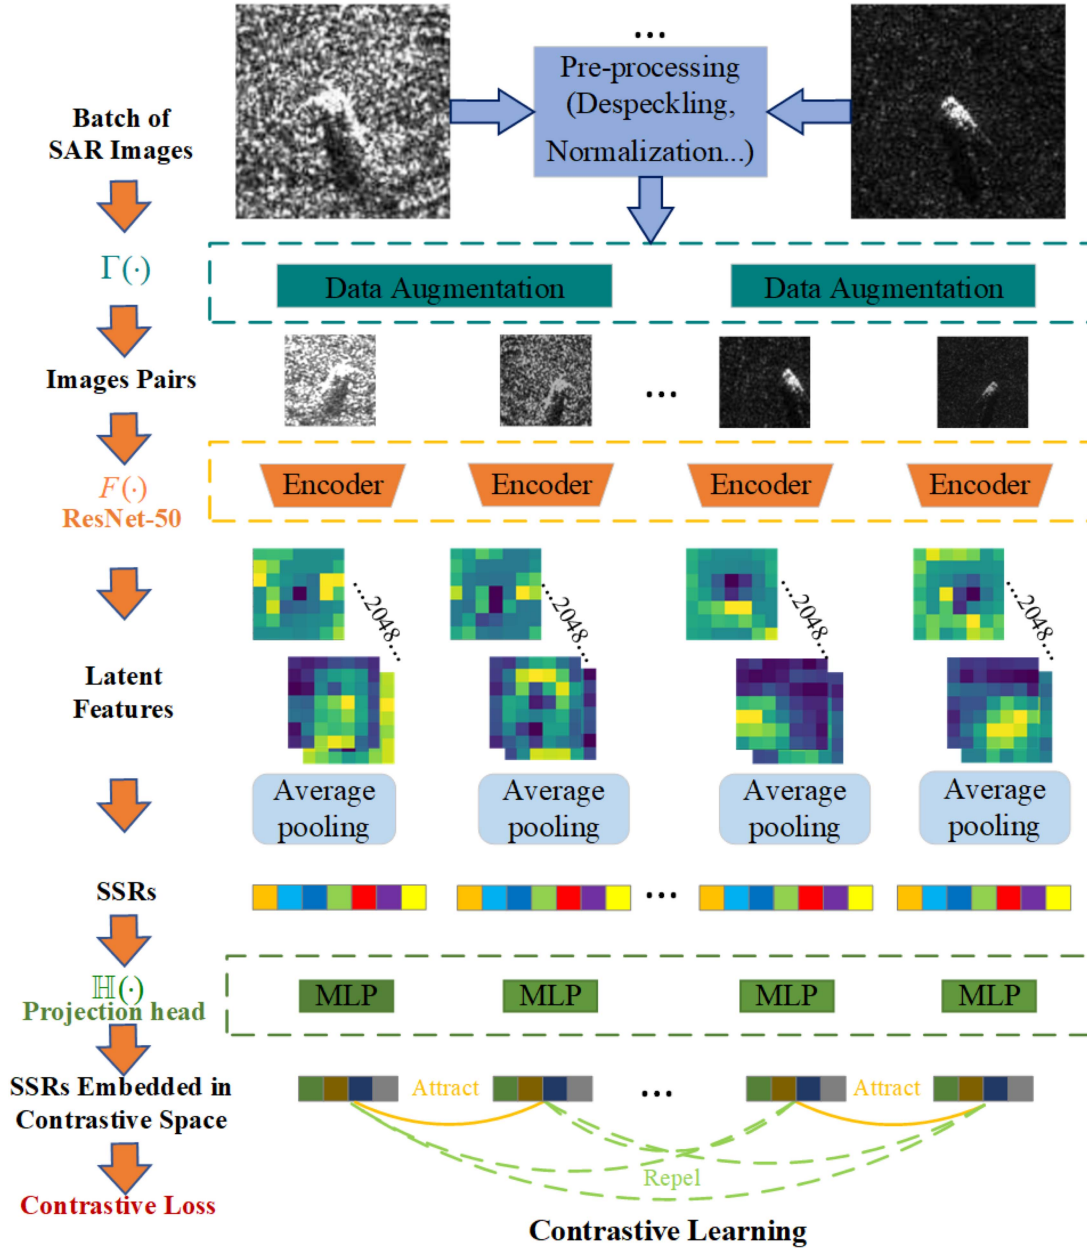 ...
Pre-processing
(Despeckling,
Normalization...)
Batch of
SAR Images
Γ(·)
Data Augmentation
Data Augmentation
Images Pairs
...
F(·)
ResNet-50
Encoder
Encoder
Encoder
Encoder
...2048...
...2048...
...2048...
...2048...
Latent
Features
Average
pooling
Average
pooling
Average
pooling
Average
pooling
SSRs
...
ℍ(·)
Projection head
MLP
MLP
MLP
MLP
SSRs Embedded in
Contrastive Space
Attract
...
Attract
Repel
Contrastive Loss
Contrastive Learning